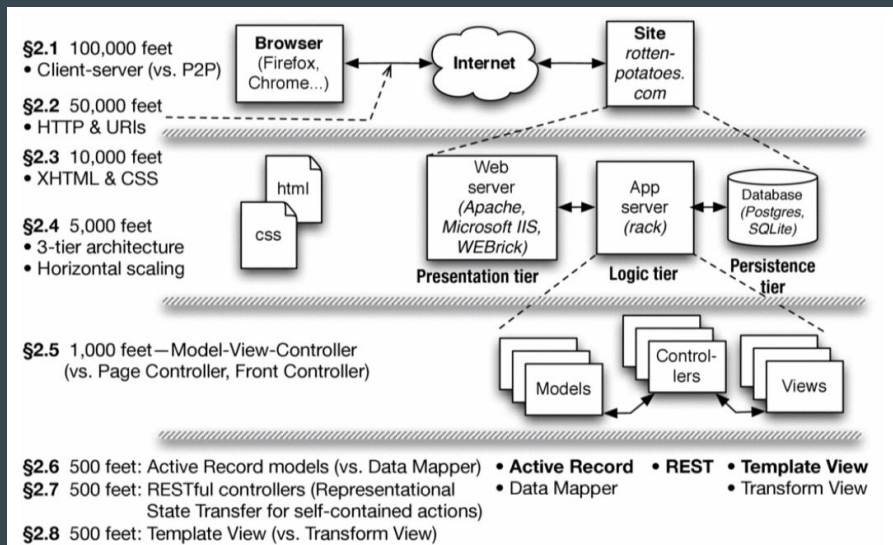 §2.1 100,000 feet
• Client-server (vs. P2P)
Browser
(Firefox,
Chrome...)
Internet
Site
rotten-
potatoes.
com
§2.2 50,000 feet
• HTTP & URIs
§2.3 10,000 feet
• XHTML & CSS
§2.4 5,000 feet
• 3-tier architecture
• Horizontal scaling
html
css
Web
server
(Apache,
Microsoft IIS,
WEBrick)
Presentation tier
App
server
(rack)
Logic tier
Database
(Postgres,
SQLite)
Persistence
tier
§2.5 1,000 feet—Model-View-Controller
(vs. Page Controller, Front Controller)
Models
Control-
lers
Views
§2.6 500 feet: Active Record models (vs. Data Mapper)
§2.7 500 feet: RESTful controllers (Representational
State Transfer for self-contained actions)
§2.8 500 feet: Template View (vs. Transform View)
• Active Record
• Data Mapper
• REST
• Template View
• Transform View